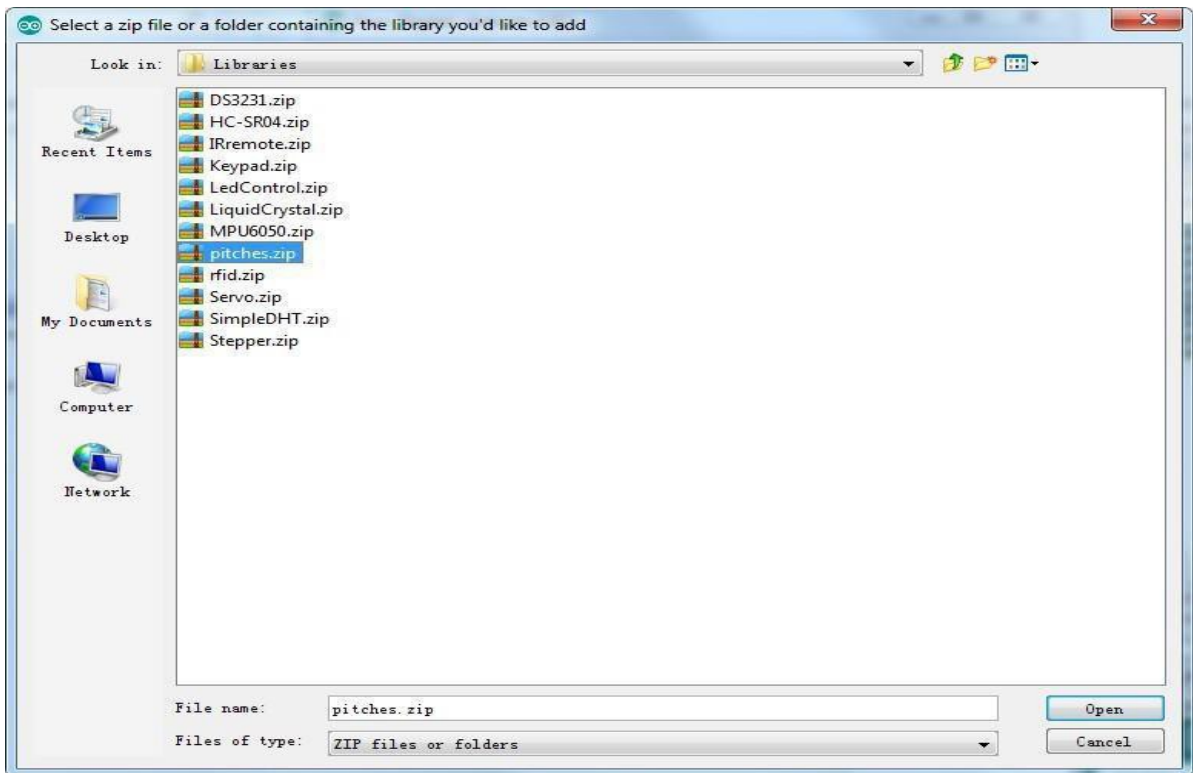 Select a zip file or a folder containing the library you'd like to add
Look in:
Libraries
Recent Items
Desktop
My Documents
Computer
Network
DS3231.zip
HC-SR04.zip
IRremote.zip
Keypad.zip
LedControl.zip
LiquidCrystal.zip
MPU6050.zip
pitches.zip
rfid.zip
Servo.zip
SimpleDHT.zip
Stepper.zip
File name:
pitches.zip
Open
Files of type:
ZIP files or folders
Cancel